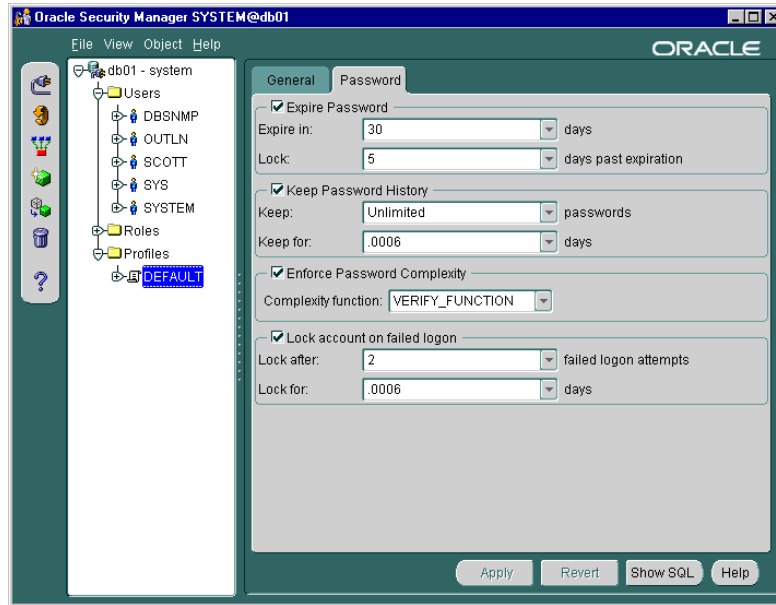 Oracle Security Manager SYSTEM@db01
File View Object Help
ORACLE
db01 - system
Users
DBSNMP
OUTLN
SCOTT
SYS
SYSTEM
Roles
Profiles
DEFAULT
General Password
Expire Password
Expire in: 30 days
Lock: 5 days past expiration
Keep Password History
Keep: Unlimited passwords
Keep for: .0006 days
Enforce Password Complexity
Complexity function: VERIFY_FUNCTION
Lock account on failed logon
Lock after: 2 failed logon attempts
Lock for: .0006 days
Apply Revert Show SQL Help